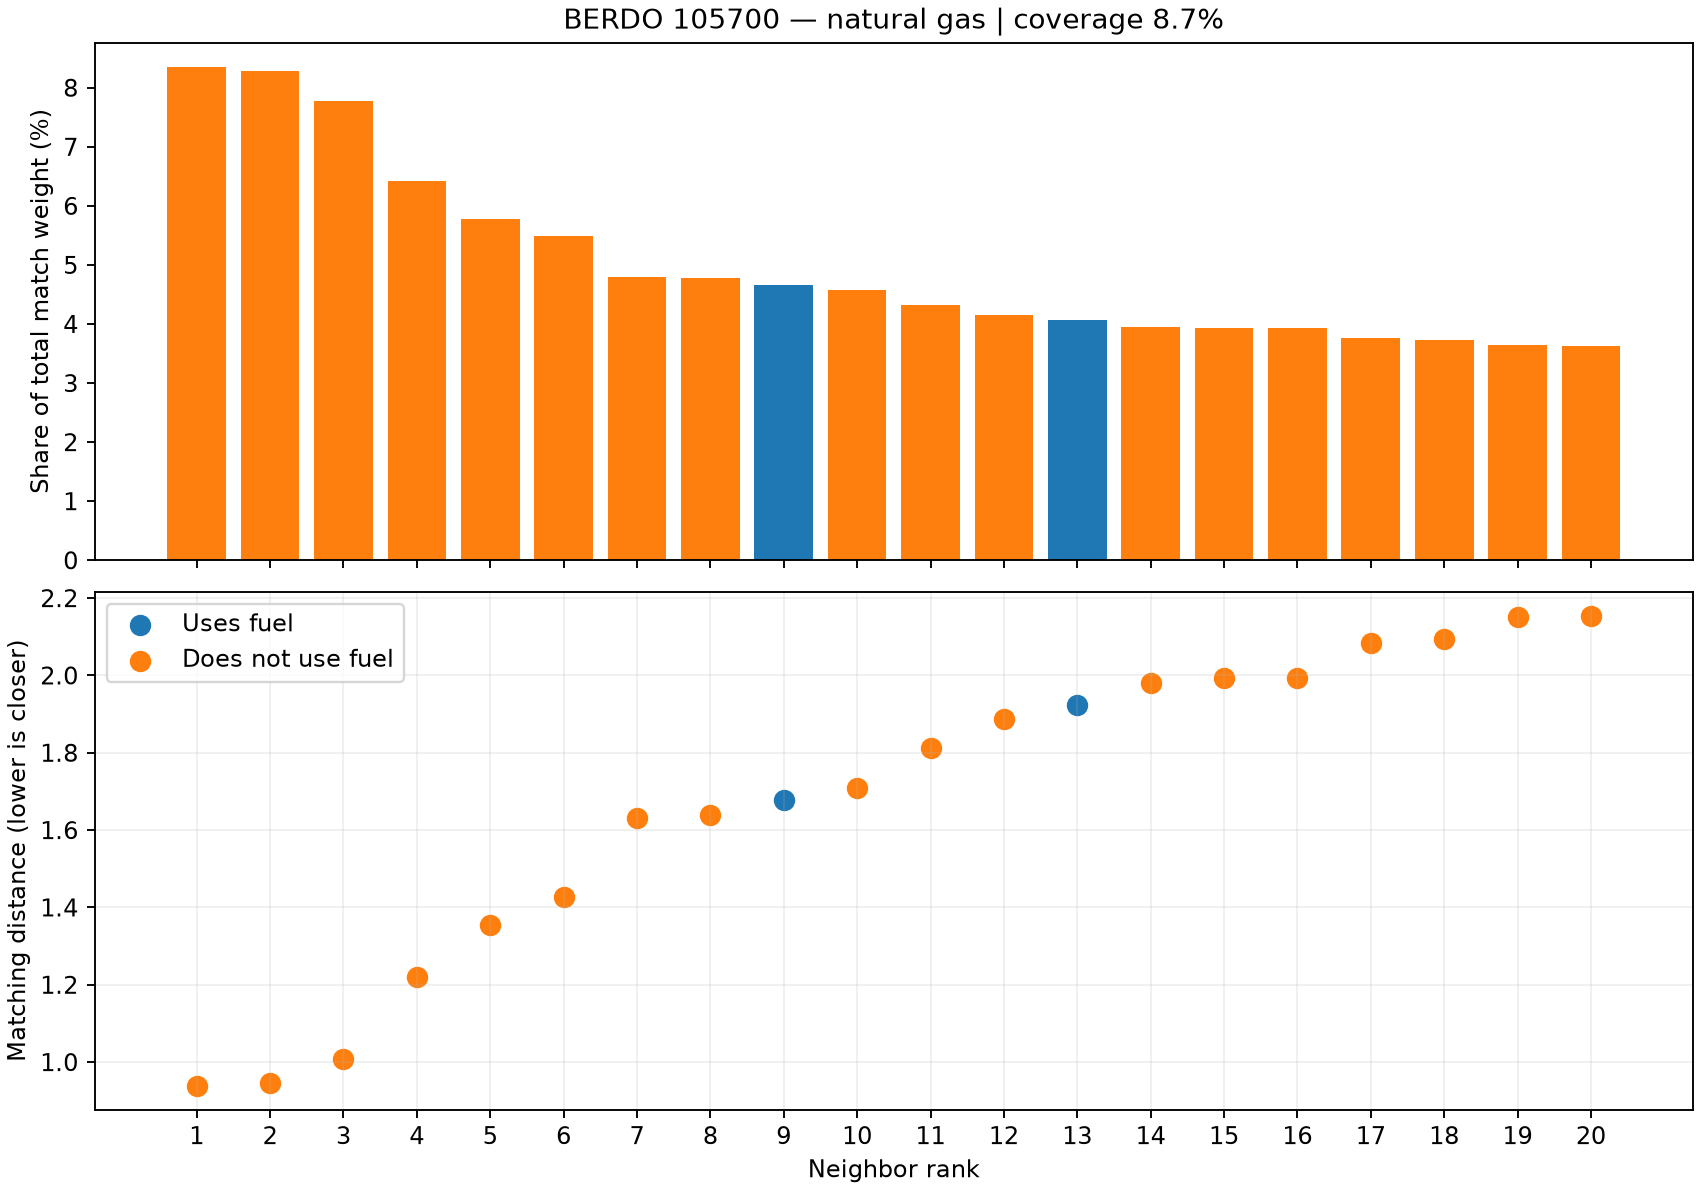 BERDO 105700 — natural gas | coverage 8.7%
Share of total match weight (%)
8
7
6
5
4
3
2
1
0
Matching distance (lower is closer)
2.2
2.0
1.8
1.6
1.4
1.2
1.0
Uses fuel
Does not use fuel
1 2 3 4 5 6 7 8 9 10 11 12 13 14 15 16 17 18 19 20
Neighbor rank